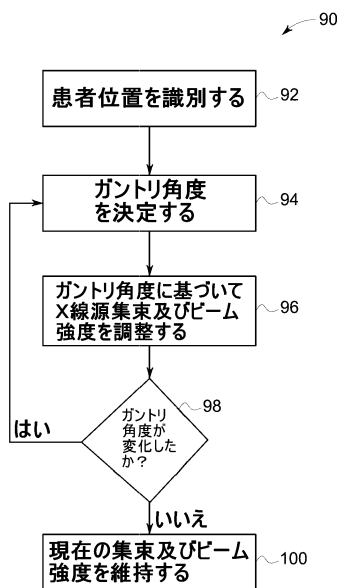 90
患者位置を識別する
92
ガントリ角度
を決定する
94
ガントリ角度に基づいて
X線源集束及びビーム
強度を調整する
96
ガントリ
角度が
変化した
か？
98
はい
いいえ
現在の集束及びビーム
強度を維持する
100